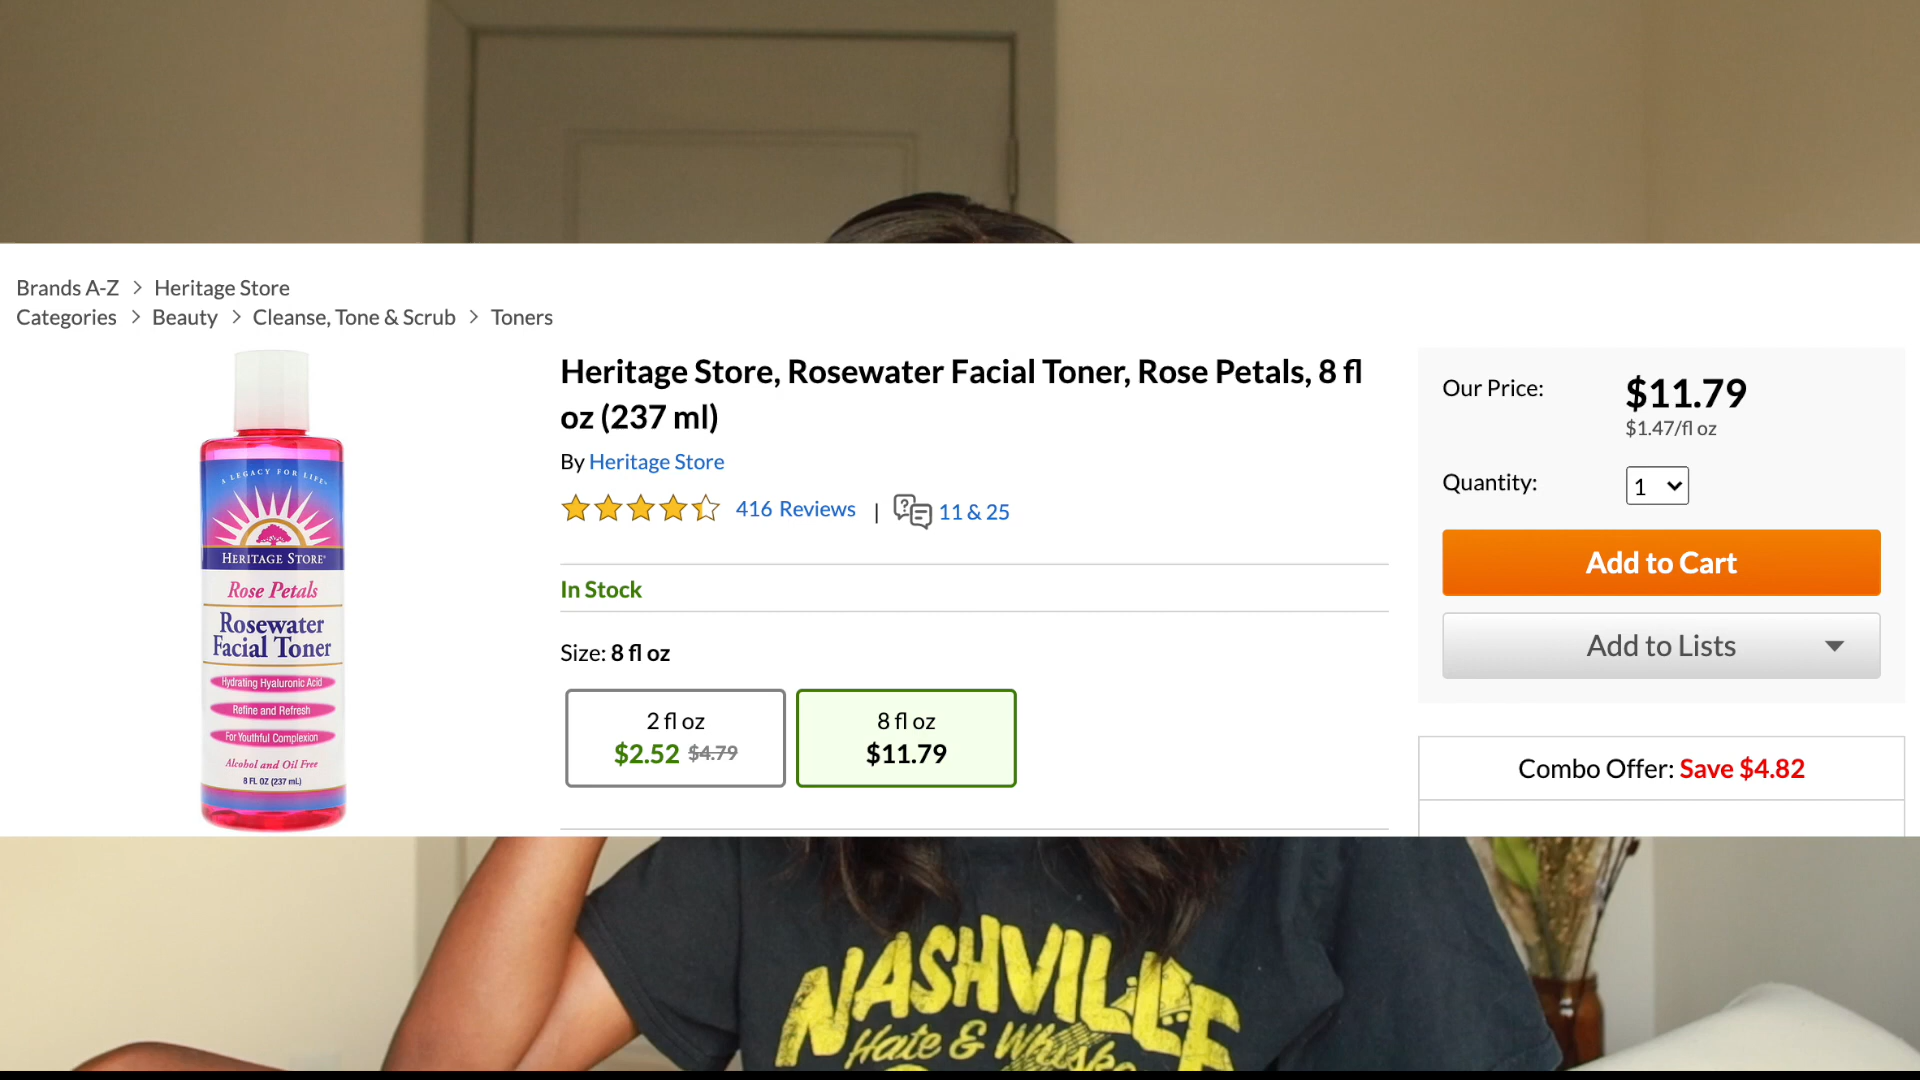 Brands A-Z > Heritage Store
Categories > Beauty > Cleanse, Tone & Scrub > Toners
A LEGACY FOR LIFE
HERITAGE STORE
Rose Petals
Rosewater
Facial Toner
Hydrating Hyaluronic Acid
Refine and Refresh
For Youthful Complexion
Alcohol and Oil Free
8 FL OZ (237 mL)
Heritage Store, Rosewater Facial Toner, Rose Petals, 8 fl
oz (237 ml)
By Heritage Store
416 Reviews | 11 & 25
In Stock
Size: 8 fl oz
2 fl oz
$2.52 $4.79
8 fl oz
$11.79
Our Price: $11.79
$1.47/fl oz
Quantity: 1
Add to Cart
Add to Lists
Combo Offer: Save $4.82
NASHVILLE
Hate &